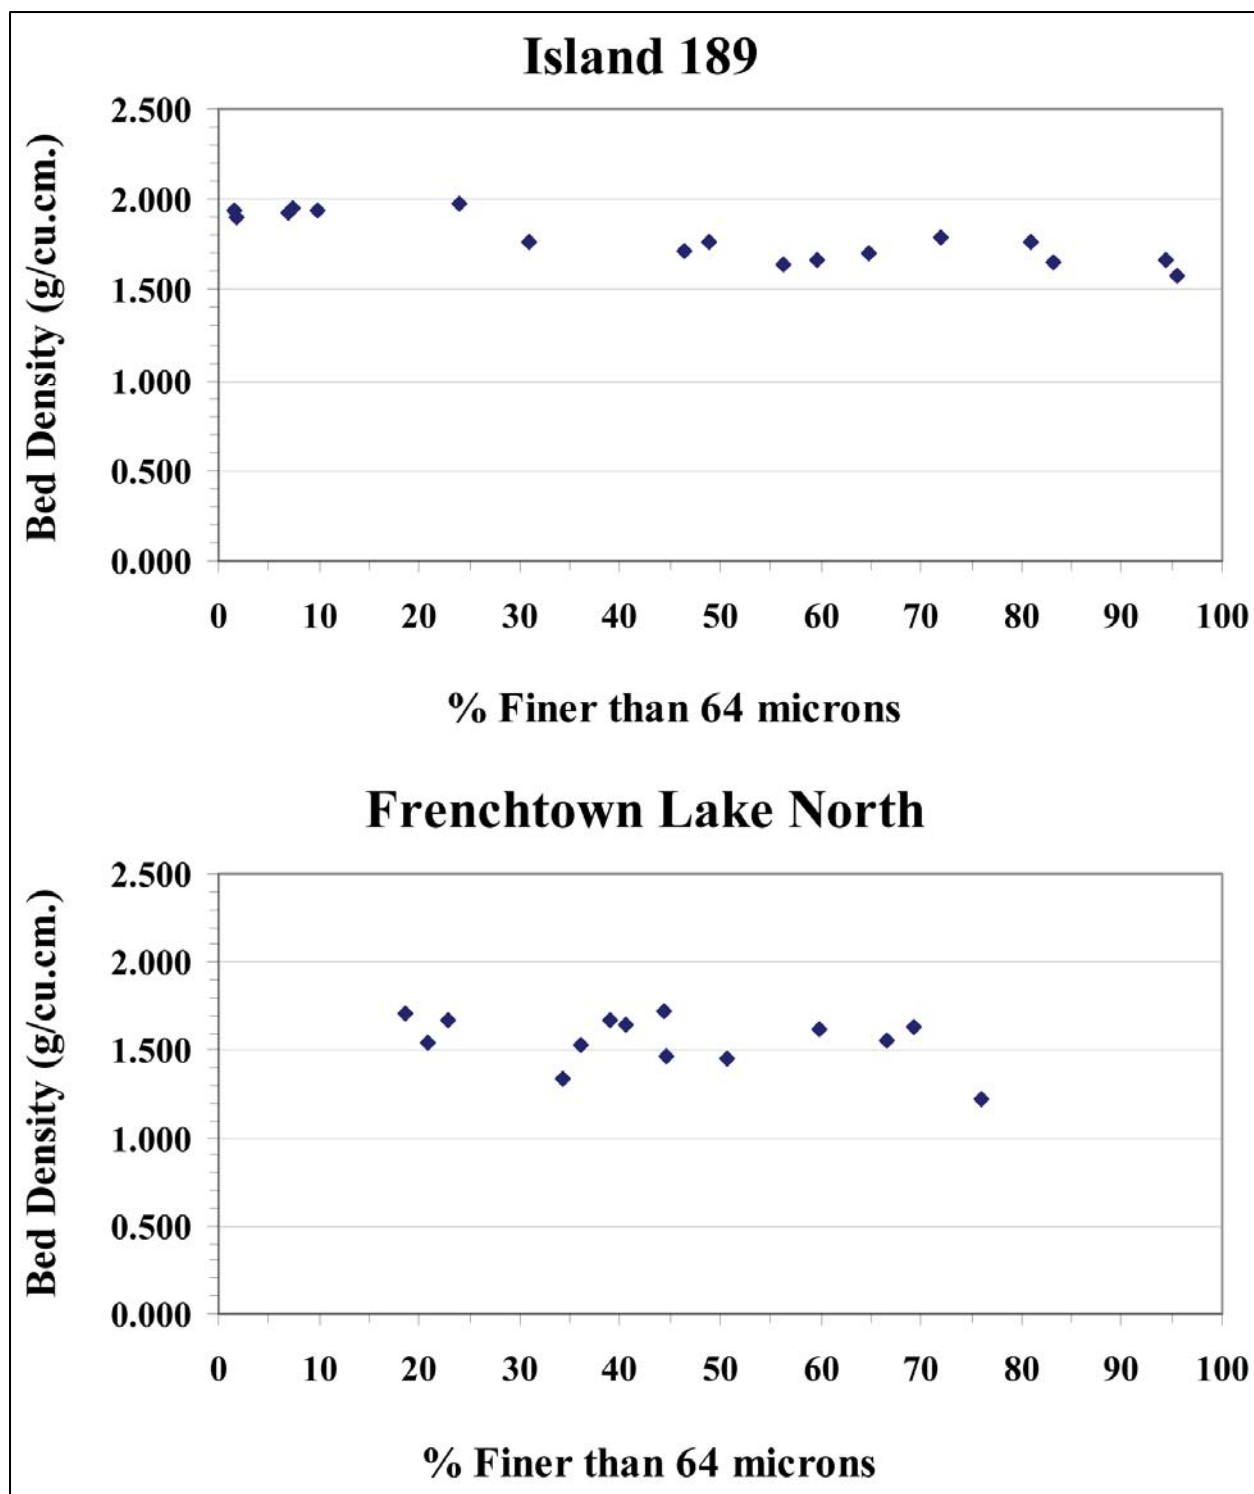 Island 189
2.500
2.000
1.500
1.000
0.500
0.000
Bed Density (g/cu.cm.)
0 10 20 30 40 50 60 70 80 90 100
% Finer than 64 microns
Frenchtown Lake North
2.500
2.000
1.500
1.000
0.500
0.000
Bed Density (g/cu.cm.)
0 10 20 30 40 50 60 70 80 90 100
% Finer than 64 microns